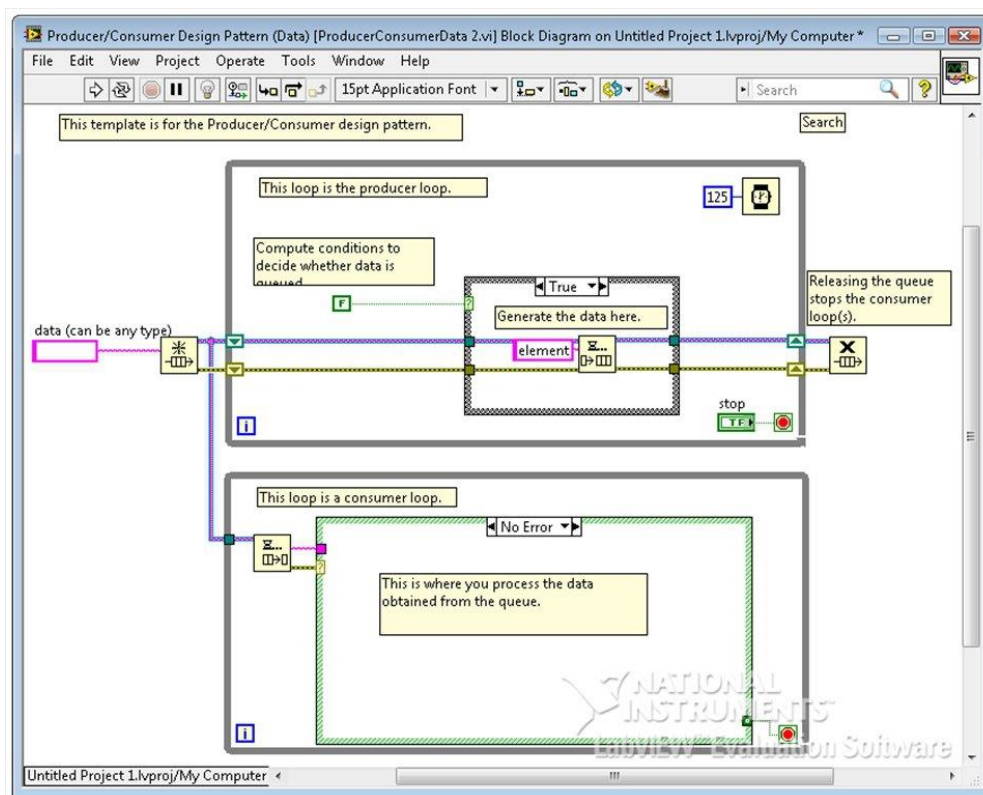 Producer/Consumer Design Pattern (Data) [ProducerConsumerData 2.vi] Block Diagram on Untitled Project 1.lvproj/My Computer *
File Edit View Project Operate Tools Window Help
15pt Application Font
Search
This template is for the Producer/Consumer design pattern.
Search
This loop is the producer loop.
125
Compute conditions to
decide whether data is
queued
True
Releasing the queue
stops the consumer
loop(s).
F
?
Generate the data here.
data (can be any type)
element
stop
TF
i
This loop is a consumer loop.
No Error
?
This is where you process the data
obtained from the queue.
i
NATIONAL
INSTRUMENTS
LabVIEW Evaluation Software
Untitled Project 1.lvproj/My Computer